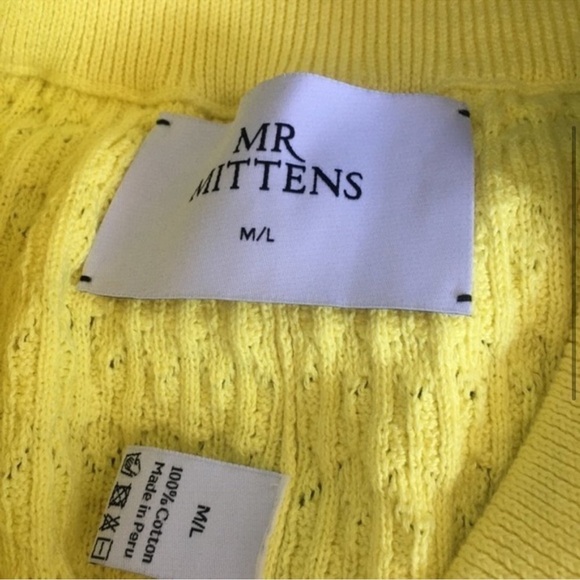 MR
MITTENS
M/L
M/L
100% Cotton
Made in Peru